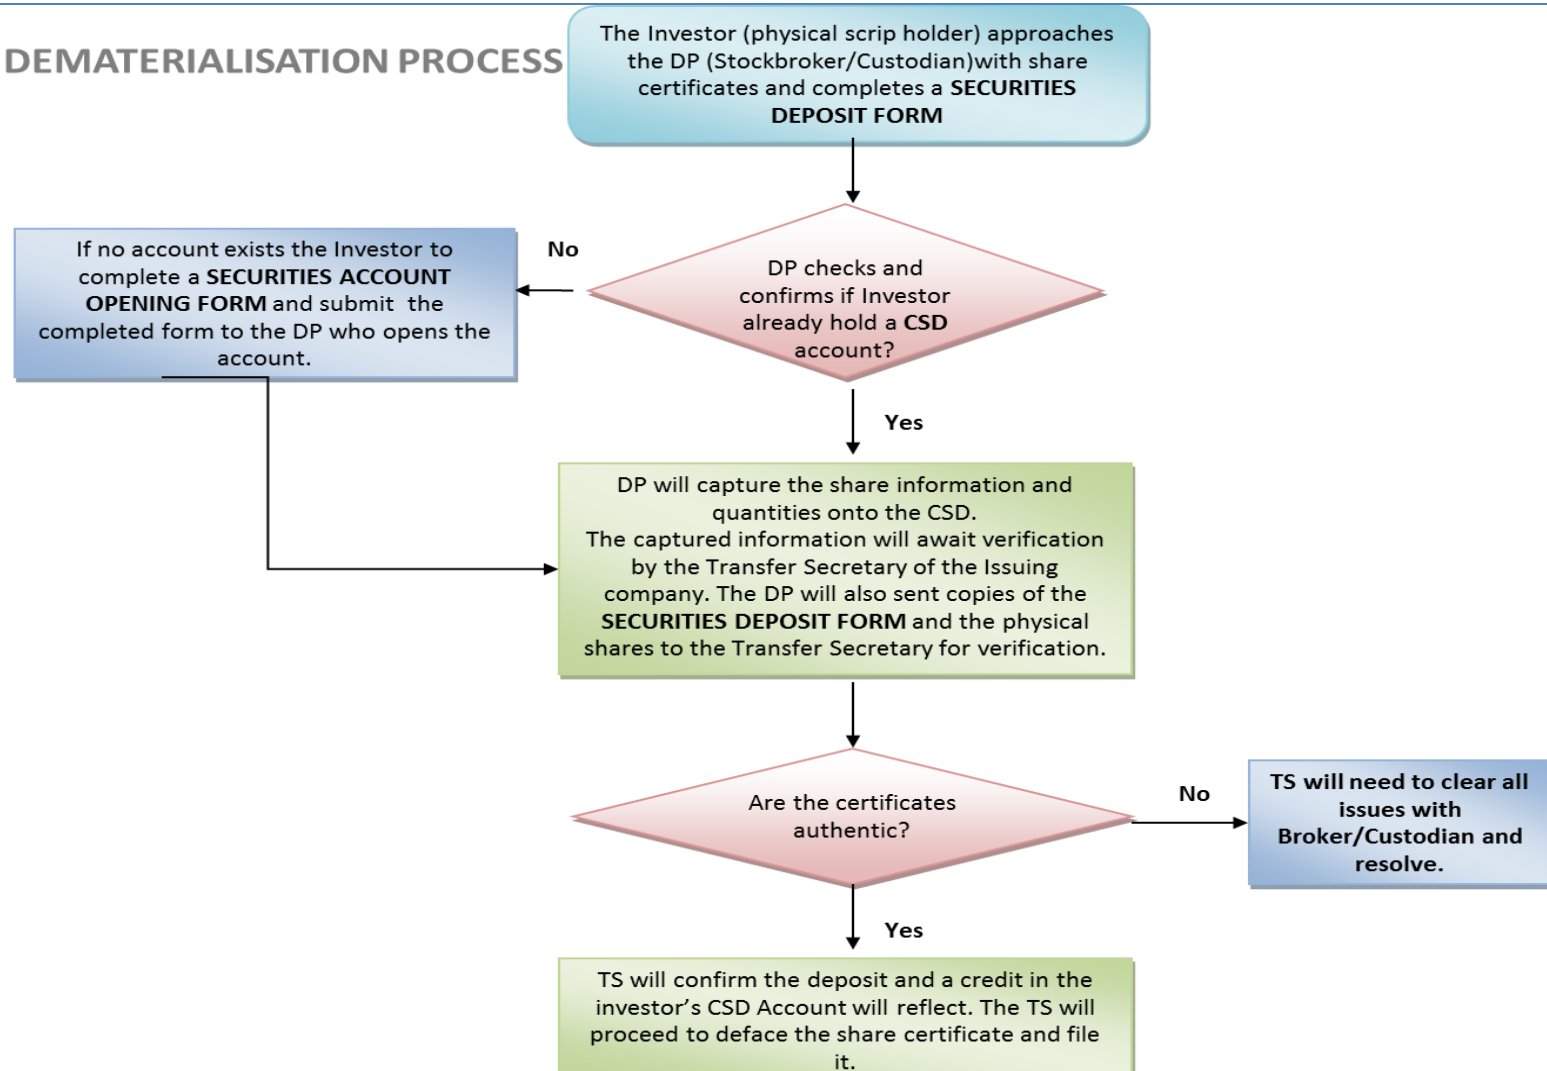 DEMATERIALISATION PROCESS
The Investor (physical scrip holder) approaches
the DP (Stockbroker/Custodian)with share
certificates and completes a SECURITIES
DEPOSIT FORM
If no account exists the Investor to
complete a SECURITIES ACCOUNT
OPENING FORM and submit the
completed form to the DP who opens the
account.
No
DP checks and
confirms if Investor
already hold a CSD
account?
Yes
DP will capture the share information and
quantities onto the CSD.
The captured information will await verification
by the Transfer Secretary of the Issuing
company. The DP will also sent copies of the
SECURITIES DEPOSIT FORM and the physical
shares to the Transfer Secretary for verification.
Are the certificates
authentic?
No
TS will need to clear all
issues with
Broker/Custodian and
resolve.
Yes
TS will confirm the deposit and a credit in the
investor’s CSD Account will reflect. The TS will
proceed to deface the share certificate and file
it.